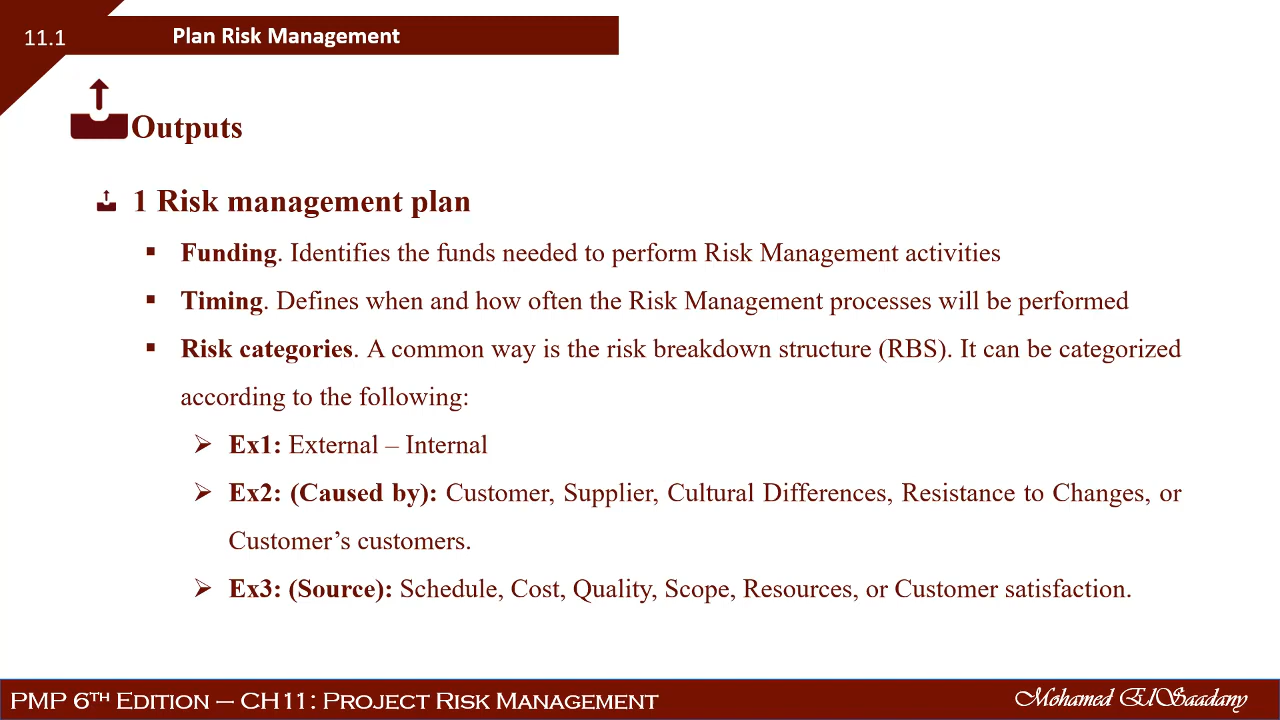 11.1
Plan Risk Management
Outputs
1 Risk management plan
▪ Funding. Identifies the funds needed to perform Risk Management activities
▪ Timing. Defines when and how often the Risk Management processes will be performed
▪ Risk categories. A common way is the risk breakdown structure (RBS). It can be categorized
according to the following:
➢ Ex1: External – Internal
➢ Ex2: (Caused by): Customer, Supplier, Cultural Differences, Resistance to Changes, or
Customer’s customers.
➢ Ex3: (Source): Schedule, Cost, Quality, Scope, Resources, or Customer satisfaction.
PMP 6TH Edition – CH11: Project Risk Management
Mohamed ElSaadany